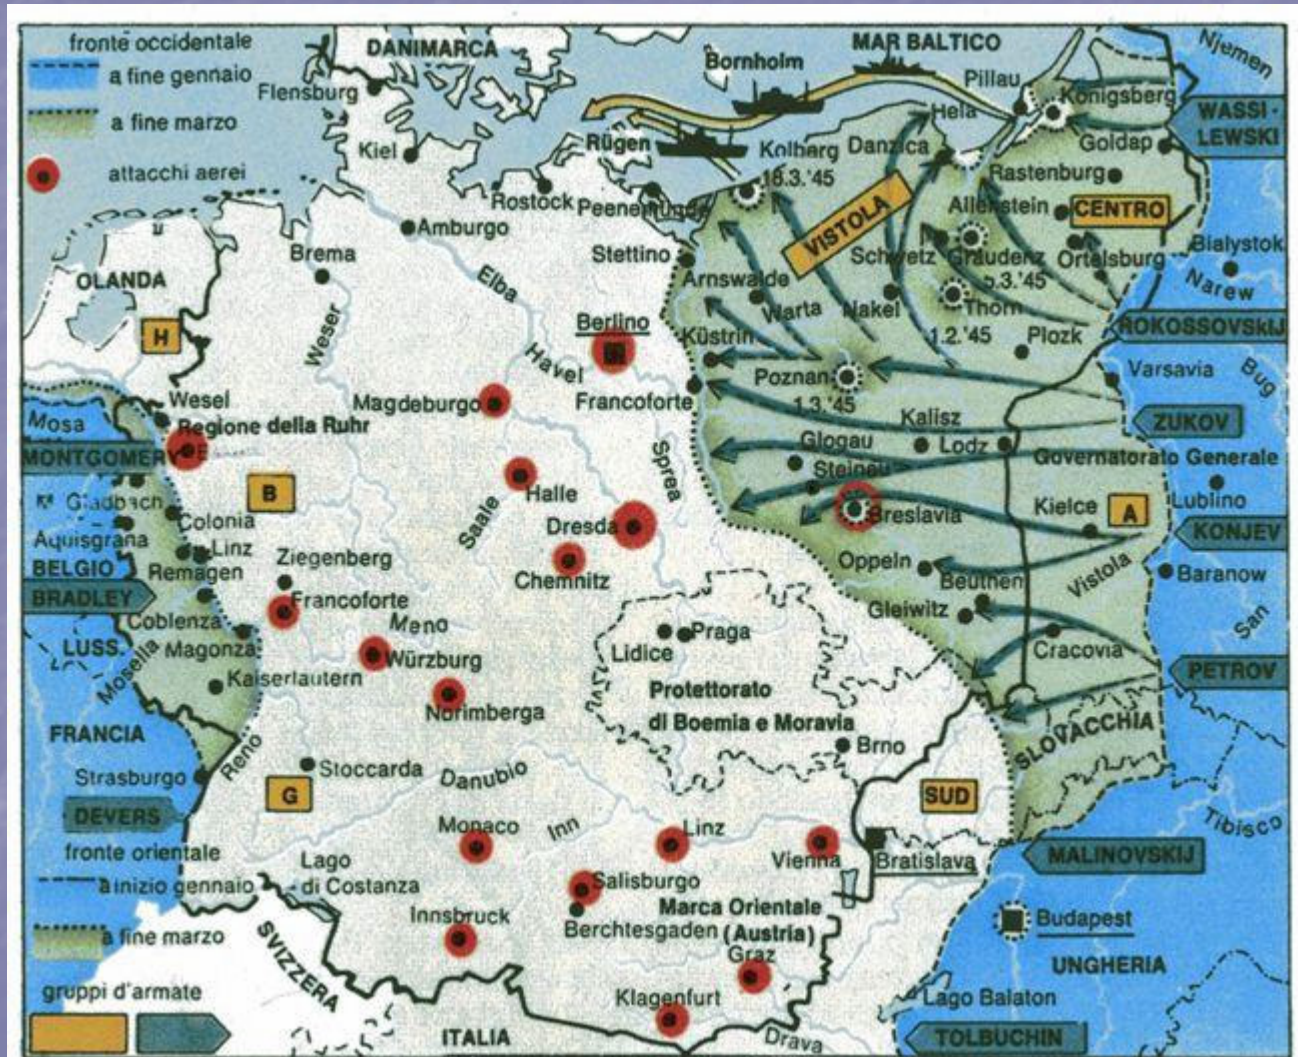 fronte occidentale
a fine gennaio
a fine marzo
attacchi aerei
DANIMARCA
Flensburg
Kiel
Bornholm
MAR BALTICO
Pillau
Njemen
Königsberg
WASSI-
LEWSKI
Hela
Goldap
Rügen
Kolberg
18.3.'45
Danzica
Rastenburg
Rostock
Peenemünde
VISTOLA
Allenstein
CENTRO
Amburgo
Brema
Stettino
Schwetz
Graudenz
5.3.'45
Ortelsburg
Bialystok
OLANDA
Elba
Arnswalde
Narew
Warta
Nakel
Thorn
1.2.'45
Plozk
ROKOSSOVSKIJ
H
Weser
Berlino
Küstrin
Havel
Poznan
1.3.'45
Varsavia
Bug
Wesel
Magdeburgo
Francoforte
Kalisz
ZUKOV
Mosa
Regione della Ruhr
Glogau
Lodz
MONTGOMERY
Sprea
Steinau
Governatorato Generale
B
Halle
Kielce
A
Lublino
Gladbach
Colonia
Saale
Dresda
Breslavia
KONJEV
Aquisgrana
Linz
Ziegenberg
Oppeln
Vistola
BELGIO
Remagen
Chemnitz
Beuthen
Baranow
BRADLEY
Francoforte
Gleiwitz
San
Coblenza
Meno
Praga
LUSS.
Magonza
Würzburg
Lidice
Cracovia
Mosella
Kaiserlautern
PETROV
Norimberga
Protettorato
di Boemia e Moravia
FRANCIA
Reno
Brno
SLOVACCHIA
Strasburgo
Stoccarda
Danubio
G
SUD
DEVERS
Monaco
Inn
Linz
Vienna
Bratislava
Tibisco
MALINOVSKIJ
fronte orientale
a inizio gennaio
Lago
di Costanza
Salisburgo
Marca Orientale
(Austria)
Berchtesgaden
Innsbruck
Budapest
a fine marzo
SVIZZERA
Graz
UNGHERIA
gruppi d'armate
Klagenfurt
Lago Balaton
ITALIA
Drava
TOLBUCHIN